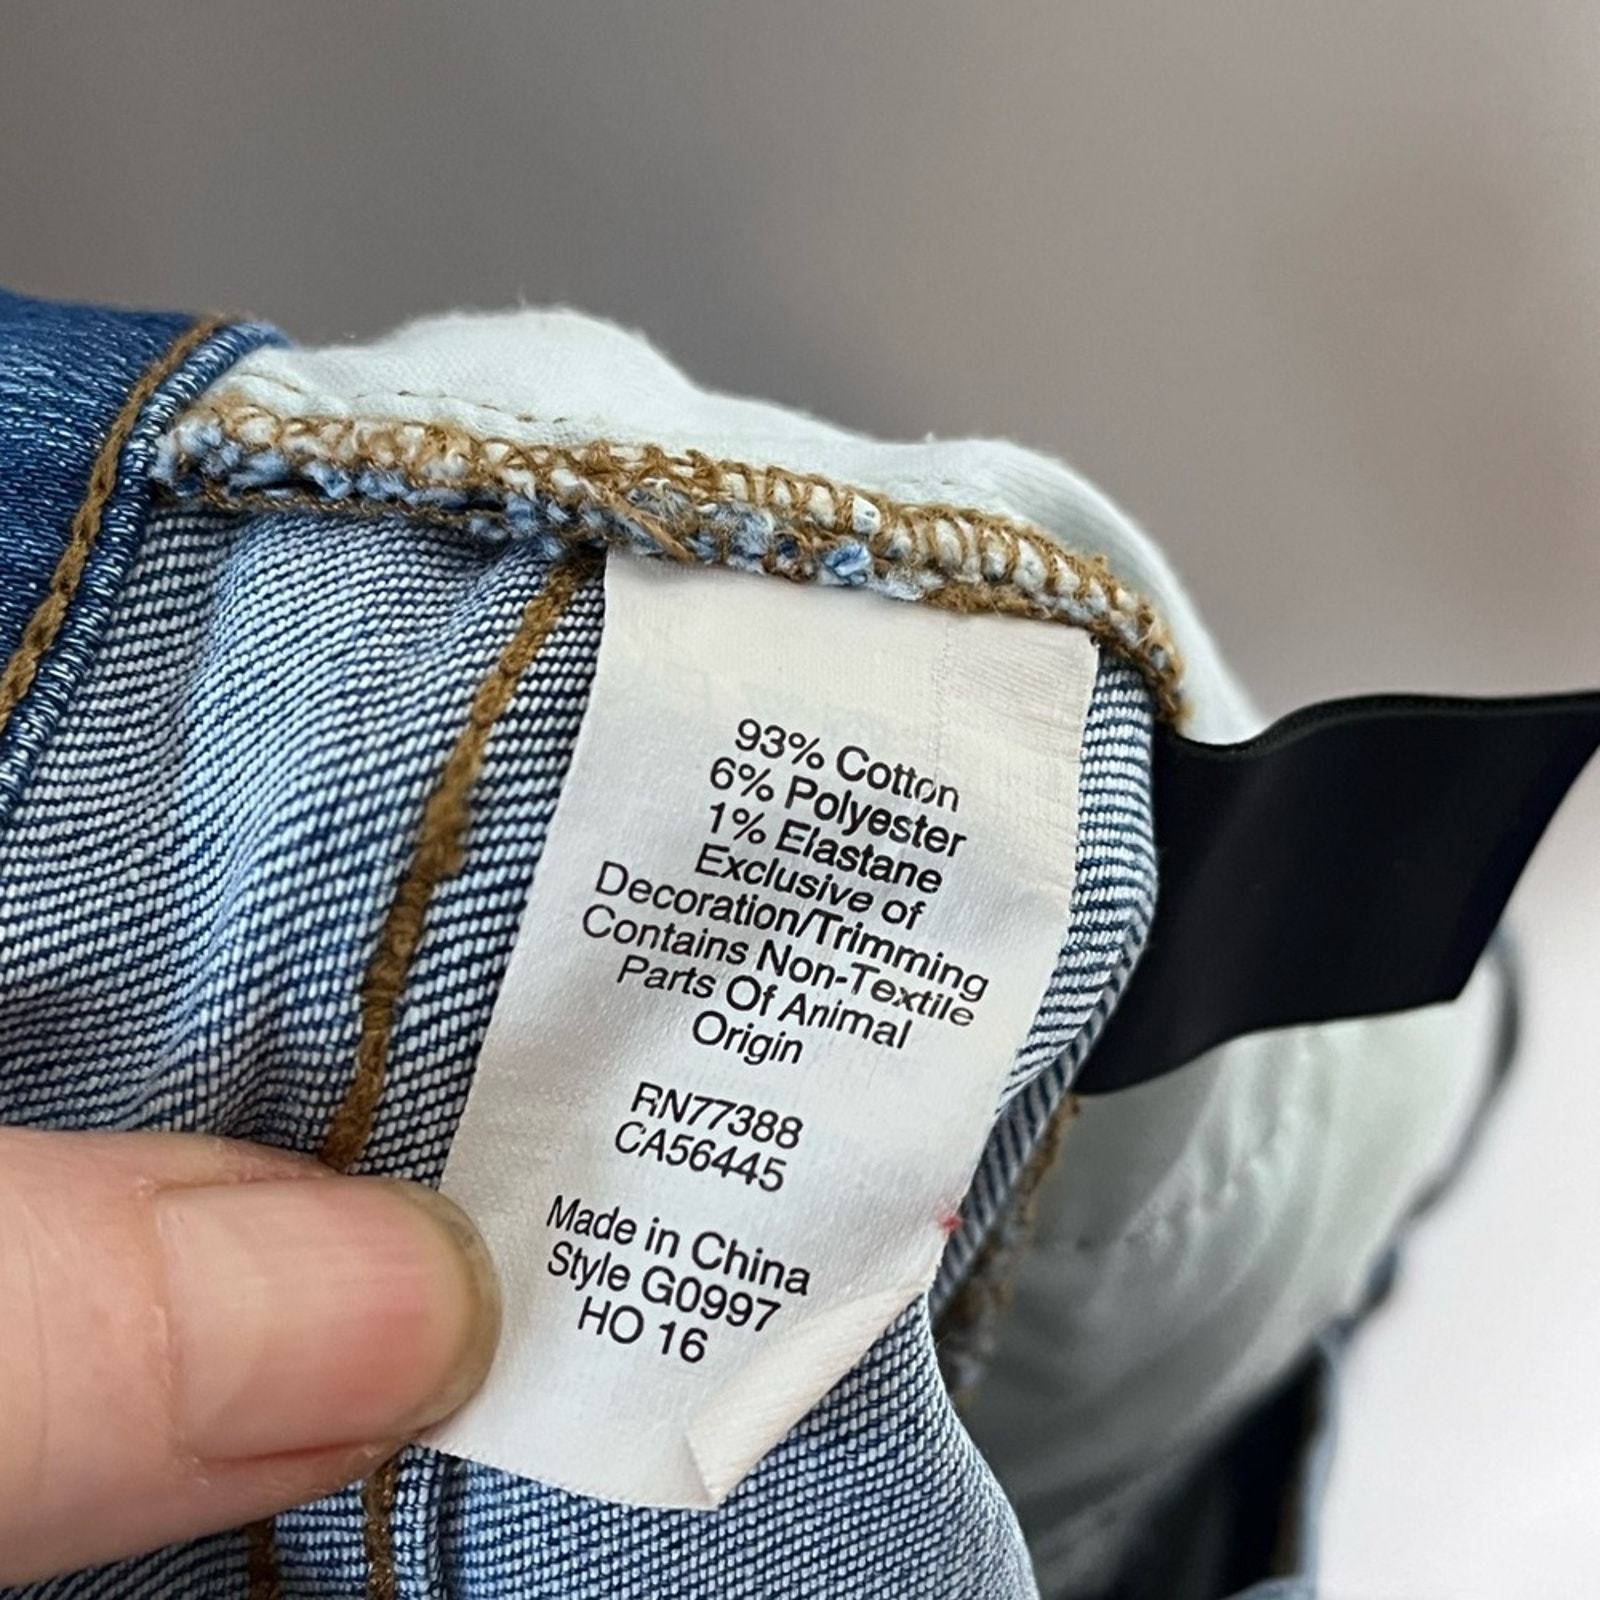 93% Cotton
6% Polyester
1% Elastane
Exclusive of
Decoration/Trimming
Contains Non-Textile
Parts Of Animal
Origin
RN77388
CA56445
Made in China
Style G0997
HO 16